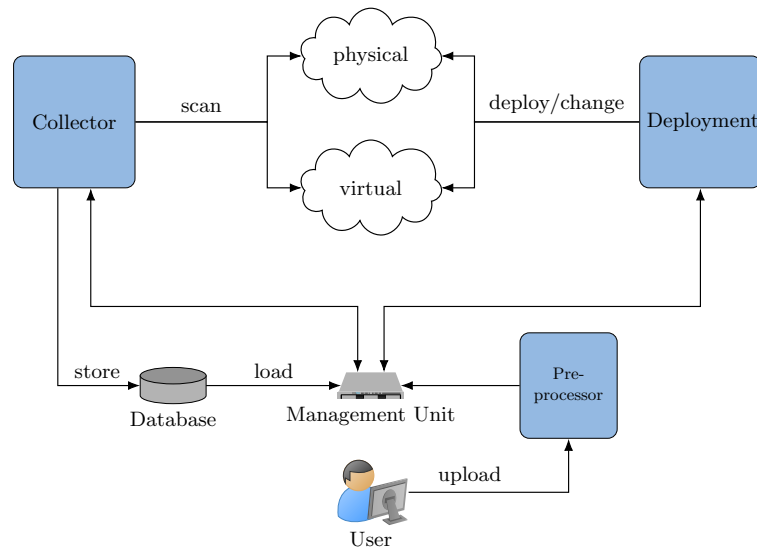 physical
scan
deploy/change
Collector
Deployment
virtual
store
load
Pre-
processor
Database
Management Unit
upload
User